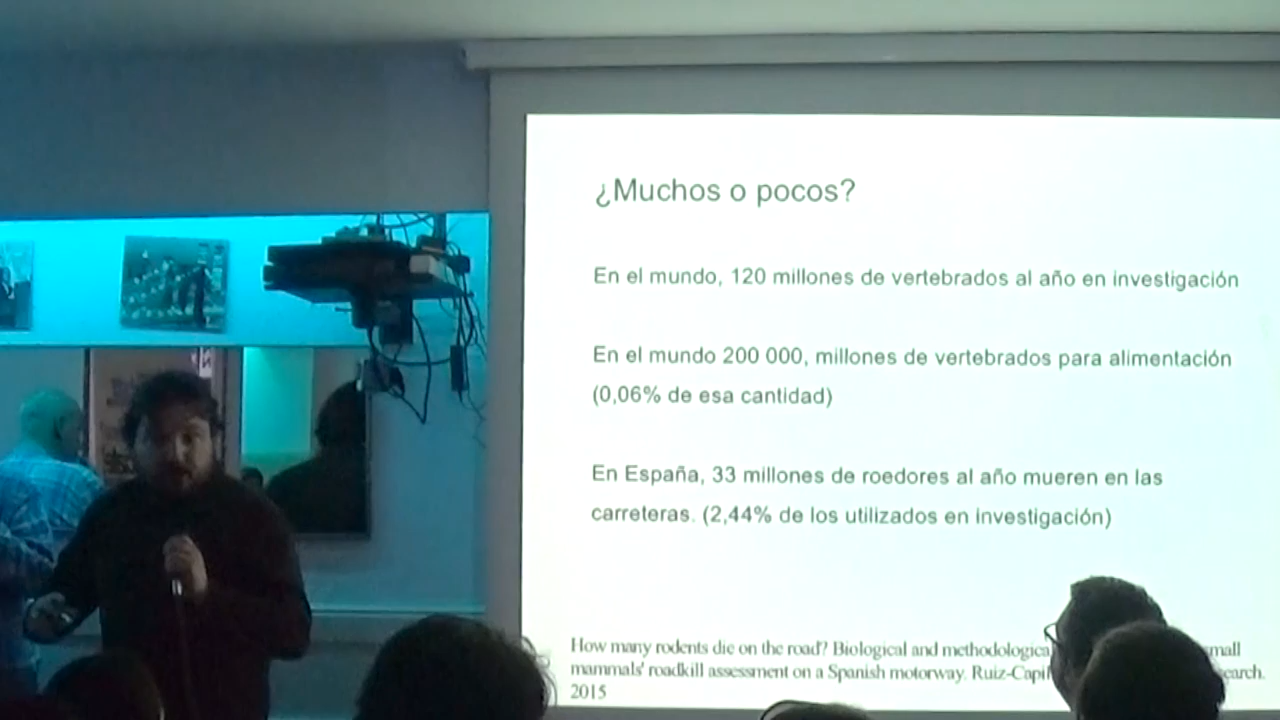 ¿Muchos o pocos?
En el mundo, 120 millones de vertebrados al año en investigación
En el mundo 200 000, millones de vertebrados para alimentación
(0,06% de esa cantidad)
En España, 33 millones de roedores al año mueren en las
carreteras. (2,44% de los utilizados en investigación)
How many rodents die on the road? Biological and methodologica small
mammals' roadkill assessment on a Spanish motorway. Ruiz-Capi earch.
2015